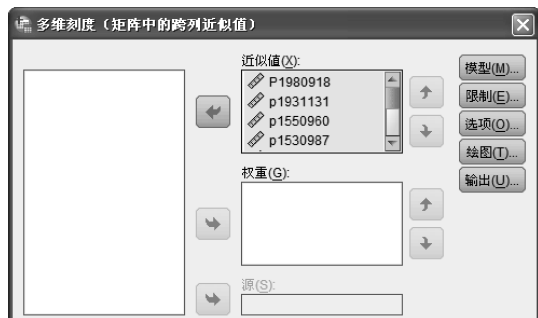 多维刻度（矩阵中的跨列近似值）
近似值(X):
P1980918
p1931131
p1550960
p1530987
权重(G):
源(S):
模型(M)...
限制(E)...
选项(O)...
绘图(T)...
输出(U)...